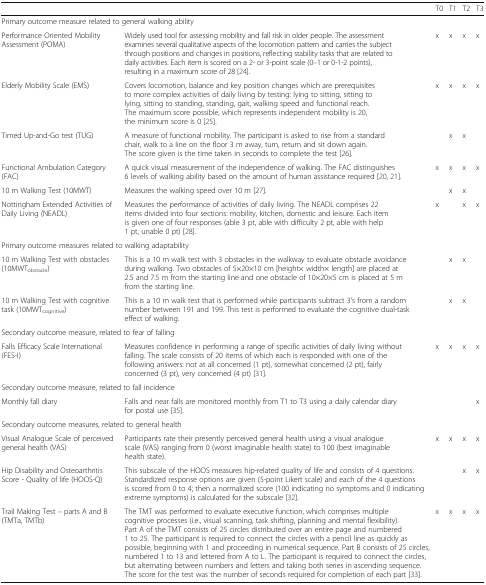 T0 T1 T2 T3
Primary outcome measure related to general walking ability
Performance Oriented Mobility Assessment (POMA) Widely used tool for assessing mobility and fall risk in older people. The assessment x x x x
examines several qualitative aspects of the locomotion pattern and carries the subject
through positions and changes in positions, reflecting stability tasks that are related to
daily activities. Each item is scored on a 2- or 3-point scale (0–1 or 0-1-2 points),
resulting in a maximum score of 28 [24].
Elderly Mobility Scale (EMS) Covers locomotion, balance and key position changes which are prerequisites x x x x
to more complex activities of daily living by testing: lying to sitting, sitting to
lying, sitting to standing, standing, gait, walking speed and functional reach.
The maximum score possible, which represents independent mobility is 20,
the minimum score is 0 [25].
Timed Up-and-Go test (TUG) A measure of functional mobility. The participant is asked to rise from a standard x x
chair, walk to a line on the floor 3 m away, turn, return and sit down again.
The score given is the time taken in seconds to complete the test [26].
Functional Ambulation Category (FAC) A quick visual measurement of the independence of walking. The FAC distinguishes x x x x
6 levels of walking ability based on the amount of human assistance required [20, 21].
10 m Walking Test (10MWT) Measures the walking speed over 10 m [27]. x x
Nottingham Extended Activities of Daily Living (NEADL) Measures the performance of activities of daily living. The NEADL comprises 22 x x x
items divided into four sections: mobility, kitchen, domestic and leisure. Each item
is given one of four responses (able 3 pt, able with difficulty 2 pt, able with help
1 pt, unable 0 pt) [28].
Primary outcome measures related to walking adaptability
10 m Walking Test with obstacles (10MWTobstacle) This is a 10 m walk test with 3 obstacles in the walkway to evaluate obstacle avoidance x x
during walking. Two obstacles of 5×20×10 cm [height× width× length] are placed at
2.5 and 7.5 m from the starting line and one obstacle of 10×20×5 cm is placed at 5 m
from the starting line.
10 m Walking Test with cognitive task (10MWTcognitive) This is a 10 m walk test that is performed while participants subtract 3's from a random x x
number between 191 and 199. This test is performed to evaluate the cognitive dual-task
effect of walking.
Secondary outcome measure, related to fear of falling
Falls Efficacy Scale International (FES-I) Measures confidence in performing a range of specific activities of daily living without x x x x
falling. The scale consists of 20 items of which each is responded with one of the
following answers: not at all concerned (1 pt), somewhat concerned (2 pt), fairly
concerned (3 pt), very concerned (4 pt) [31].
Secondary outcome measure, related to fall incidence
Monthly fall diary Falls and near falls are monitored monthly from T1 to T3 using a daily calendar diary x
for postal use [35].
Secondary outcome measures, related to general health
Visual Analogue Scale of perceived general health (VAS) Participants rate their presently perceived general health using a visual analogue x x x x
scale (VAS) ranging from 0 (worst imaginable health state) to 100 (best imaginable
health state).
Hip Disability and Osteoarthritis Score - Quality of life (HOOS-Q) This subscale of the HOOS measures hip-related quality of life and consists of 4 questions. x x
Standardized response options are given (5-point Likert scale) and each of the 4 questions
is scored from 0 to 4; then a normalized score (100 indicating no symptoms and 0 indicating
extreme symptoms) is calculated for the subscale [32].
Trail Making Test – parts A and B (TMTa, TMTb) The TMT was performed to evaluate executive function, which comprises multiple x x x x
cognitive processes (i.e., visual scanning, task shifting, planning and mental flexibility).
Part A of the TMT consists of 25 circles distributed over an entire page and numbered
1 to 25. The participant is required to connect the circles with a pencil line as quickly as
possible, beginning with 1 and proceeding in numerical sequence. Part B consists of 25 circles,
numbered 1 to 13 and lettered from A to L. The participant is required to connect the circles,
but alternating between numbers and letters and taking both series in ascending sequence.
The score for the test was the number of seconds required for completion of each part [33].